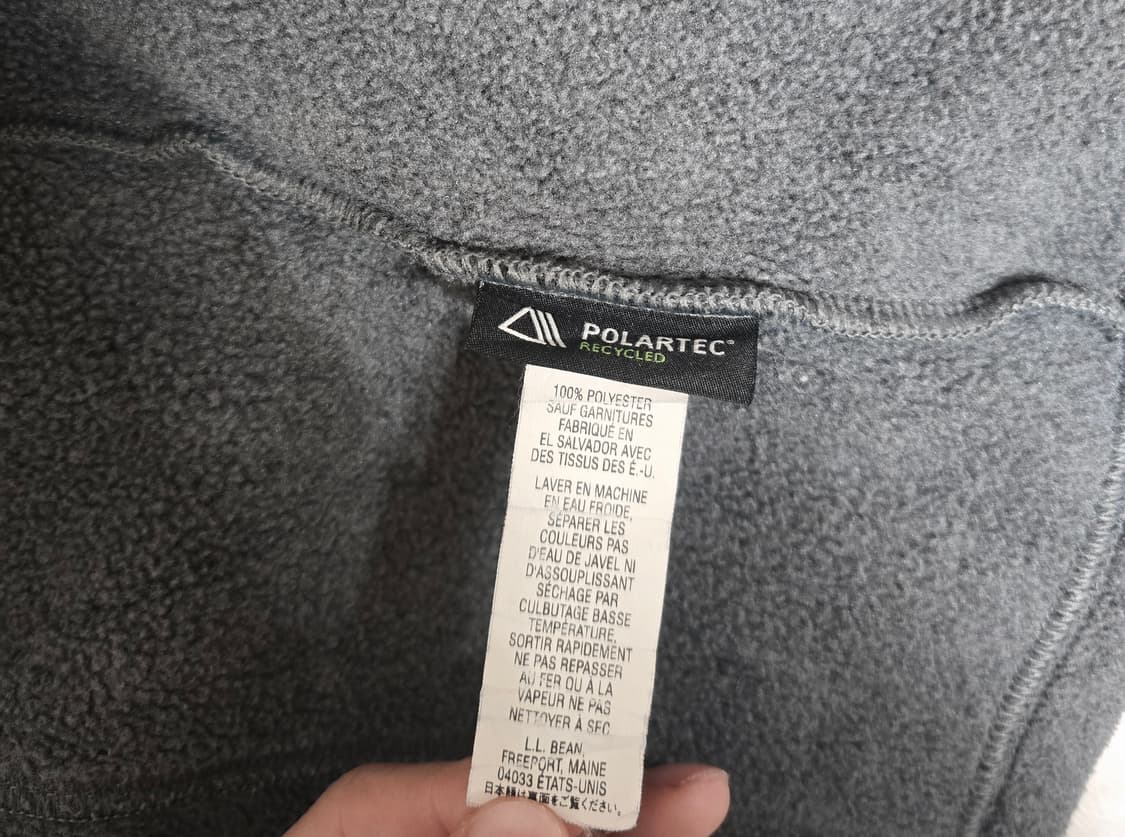 POLARTEC®
RECYCLED
100% POLYESTER
SAUF GARNITURES
FABRIQUÉ EN
EL SALVADOR AVEC
DES TISSUS DES É.-U.
LAVER EN MACHINE
EN EAU FROIDE,
SÉPARER LES
COULEURS PAS
D'EAU DE JAVEL NI
D'ASSOUPLISSANT
SÉCHAGE PAR
CULBUTAGE BASSE
TEMPÉRATURE,
SORTIR RAPIDEMENT
NE PAS REPASSER
AU FER OU À LA
VAPEUR NE PAS
NETTOYER À SEC
L.L. BEAN,
FREEPORT, MAINE
04033 ÉTATS-UNIS
日本語は裏面をご覧ください。